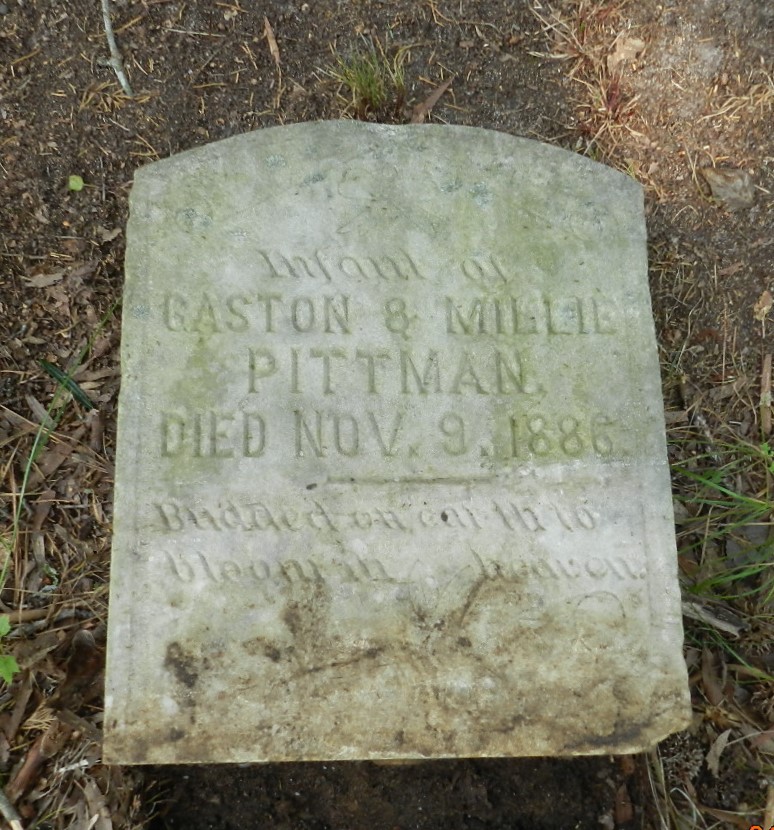 Infant of
GASTON & MILLIE
PITTMAN.
DIED NOV. 9. 1886.
Budded on earth to
bloom in heaven.